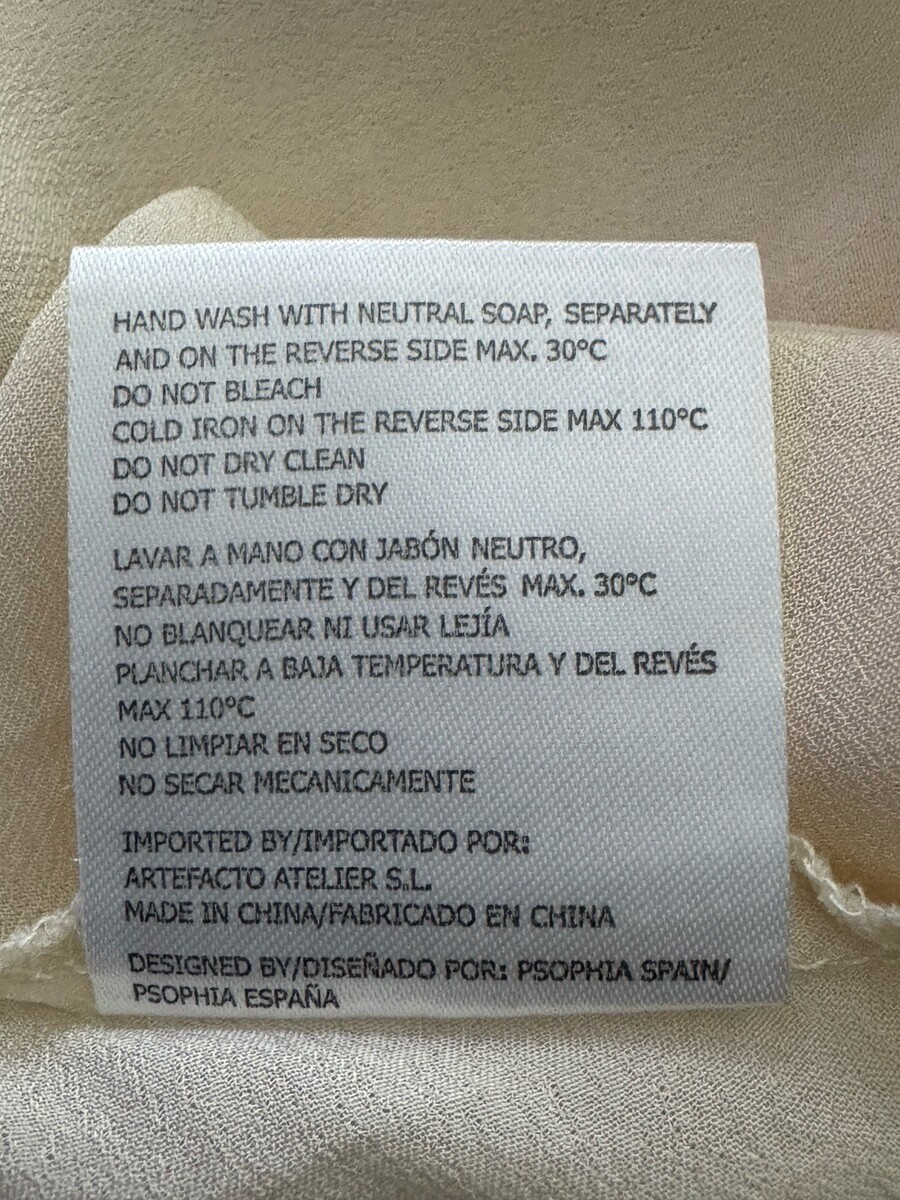 HAND WASH WITH NEUTRAL SOAP, SEPARATELY
AND ON THE REVERSE SIDE MAX. 30ºC
DO NOT BLEACH
COLD IRON ON THE REVERSE SIDE MAX 110ºC
DO NOT DRY CLEAN
DO NOT TUMBLE DRY
LAVAR A MANO CON JABÓN NEUTRO,
SEPARADAMENTE Y DEL REVÉS MAX. 30ºC
NO BLANQUEAR NI USAR LEJÍA
PLANCHAR A BAJA TEMPERATURA Y DEL REVÉS
MAX 110ºC
NO LIMPIAR EN SECO
NO SECAR MECANICAMENTE
IMPORTED BY/IMPORTADO POR:
ARTEFACTO ATELIER S.L.
MADE IN CHINA/FABRICADO EN CHINA
DESIGNED BY/DISEÑADO POR: PSOPHIA SPAIN/
PSOPHIA ESPAÑA